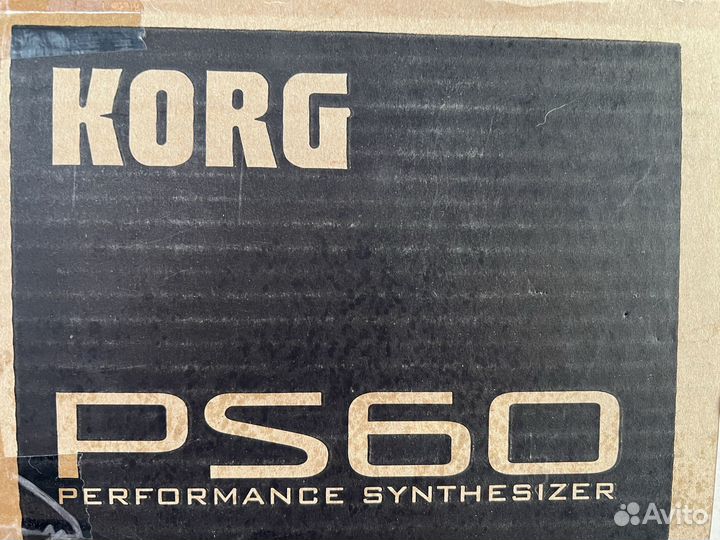 KORG
PS60
PERFORMANCE SYNTHESIZER
Avito